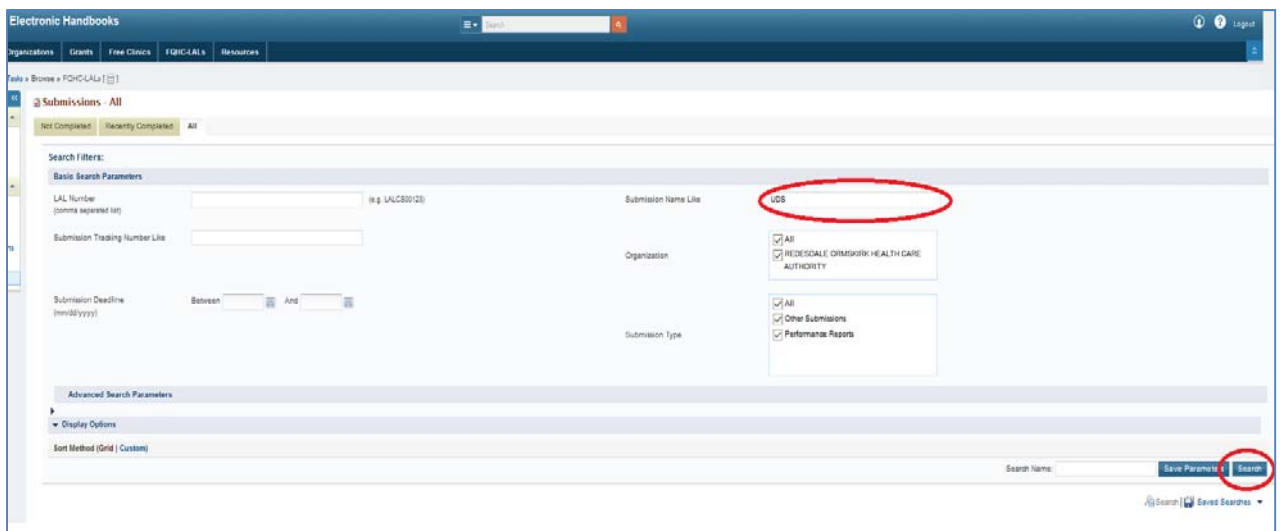 Electronic Handbooks
Search
Logout
Organizations Grants Free Clinics FQHC-LALs Resources
Tasks » Browse » FQHC-LALs [ ]
Submissions - All
Not Completed Recently Completed All
Search Filters:
Basic Search Parameters
LAL Number (e.g. LALCS00123) Submission Name Like UDS
(comma separated list)
Submission Tracking Number Like
All
Organization REDESDALE ORMSKIRK HEALTH CARE
AUTHORITY
Submission Deadline Between And
(mm/dd/yyyy)
All
Other Submissions
Submission Type Performance Reports
Advanced Search Parameters
Display Options
Sort Method (Grid | Custom)
Search Name: Save Parameters Search
Search | Saved Searches